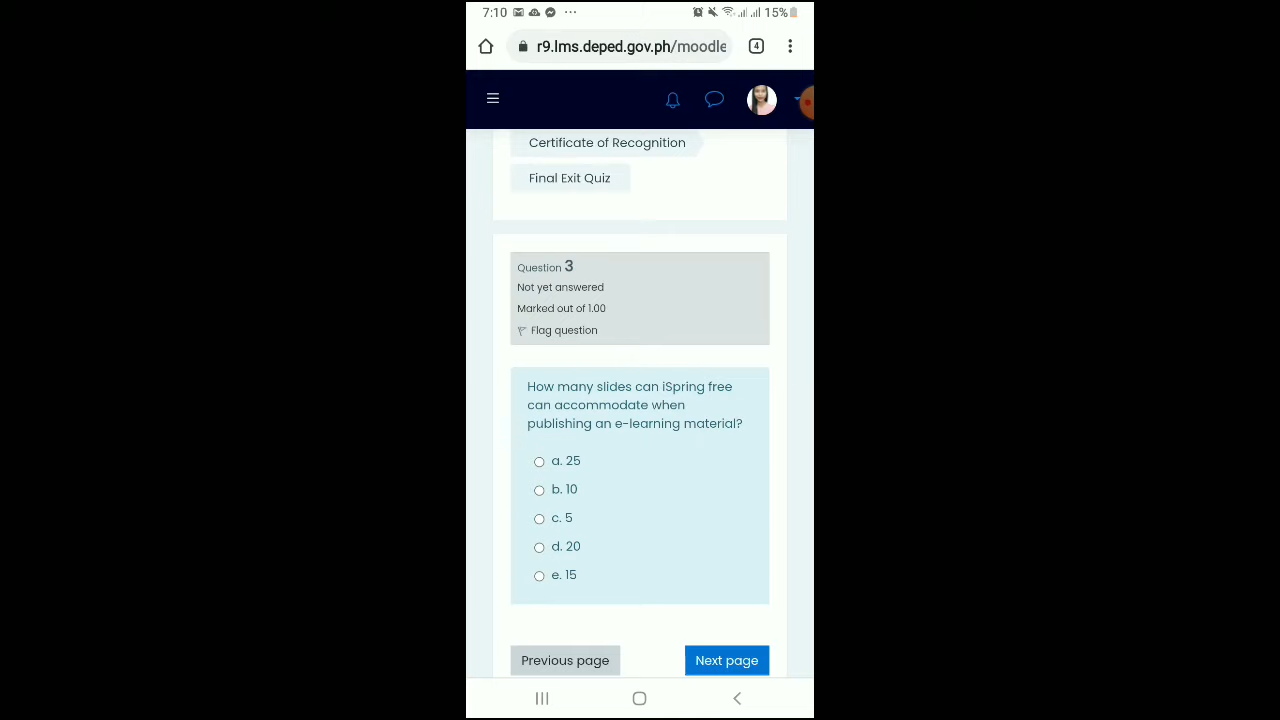 7:10 ... 15%
r9.lms.deped.gov.ph/moodle 4
Certificate of Recognition
Final Exit Quiz
Question 3
Not yet answered
Marked out of 1.00
Flag question
How many slides can iSpring free
can accommodate when
publishing an e-learning material?
a. 25
b. 10
c. 5
d. 20
e. 15
Previous page Next page